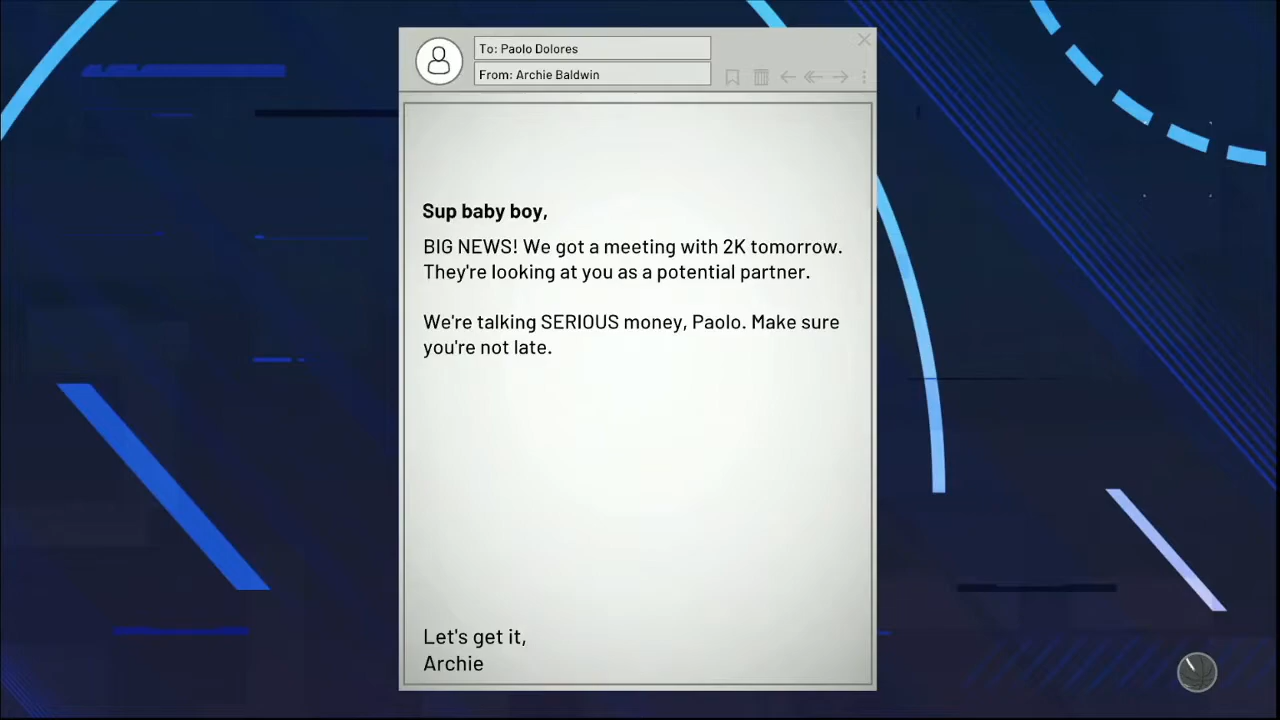 To: Paolo Dolores
From: Archie Baldwin
Sup baby boy,
BIG NEWS! We got a meeting with 2K tomorrow.
They're looking at you as a potential partner.
We're talking SERIOUS money, Paolo. Make sure
you're not late.
Let's get it,
Archie